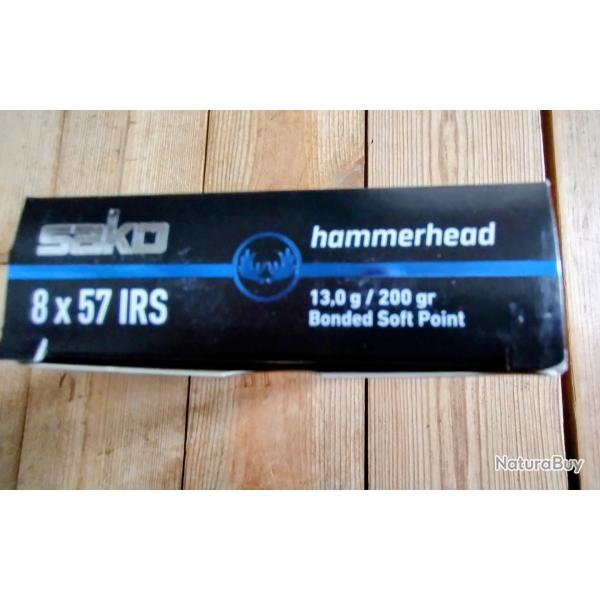 sako
hammerhead
8 x 57 IRS
13,0 g / 200 gr
Bonded Soft Point
NaturaBuy